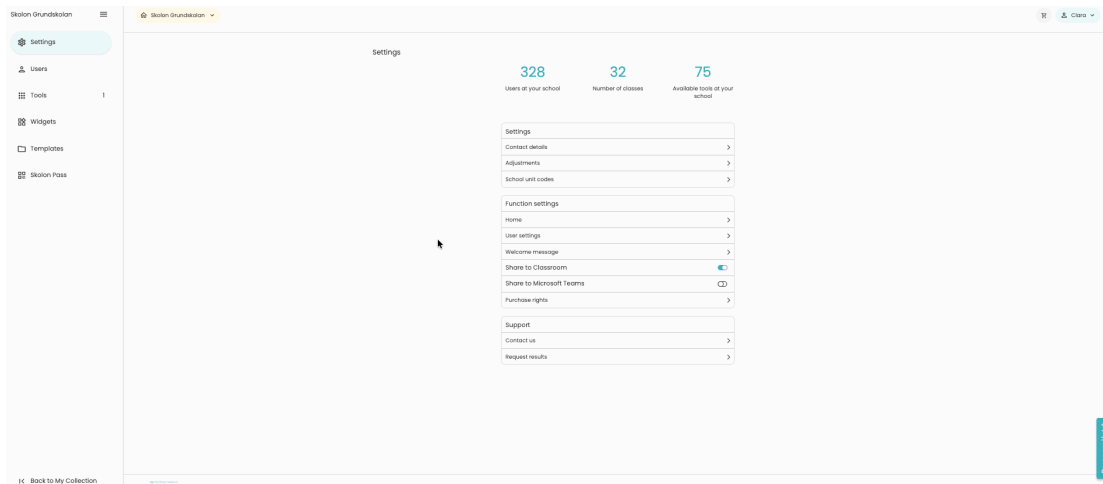 Skolon Grundskolan
Skolon Grundskolan
Clara
Settings
Users
Tools
Widgets
Templates
Skolon Pass
Back to My Collection
Settings
328
Users at your school
32
Number of classes
75
Available tools at your
school
Settings
Contact details
Adjustments
School unit codes
Function settings
Home
User settings
Welcome message
Share to Classroom
Share to Microsoft Teams
Purchase rights
Support
Contact us
Request results